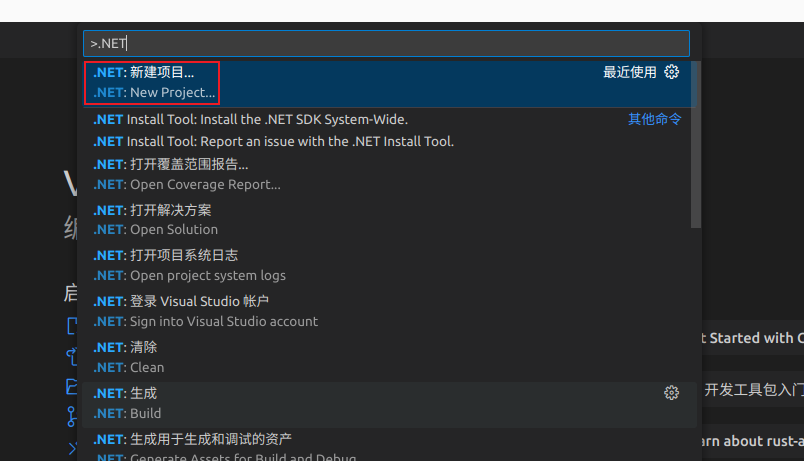 >.NET
.NET: 新建项目...
最近使用
.NET: New Project...
.NET Install Tool: Install the .NET SDK System-Wide.
其他命令
.NET Install Tool: Report an issue with the .NET Install Tool.
.NET: 打开覆盖范围报告...
.NET: Open Coverage Report...
.NET: 打开解决方案
.NET: Open Solution
.NET: 打开项目系统日志
.NET: Open project system logs
.NET: 登录 Visual Studio 帐户
.NET: Sign into Visual Studio account
.NET: 清除
.NET: Clean
.NET: 生成
.NET: Build
.NET: 生成用于生成和调试的资产
.NET: Generate Assets for Build and Debug
V
编
启
t Started with C
开发工具包入门
arn about rust-a